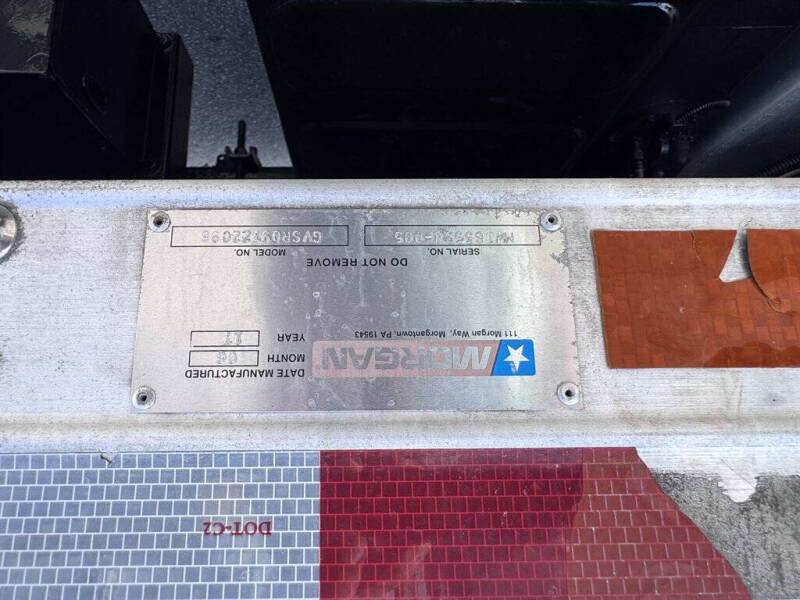 MORGAN
111 Morgan Way, Morgantown, PA 19543
DATE MANUFACTURED
MONTH 06
YEAR 17
DO NOT REMOVE
SERIAL NO.
MODEL NO.
DOT-C2